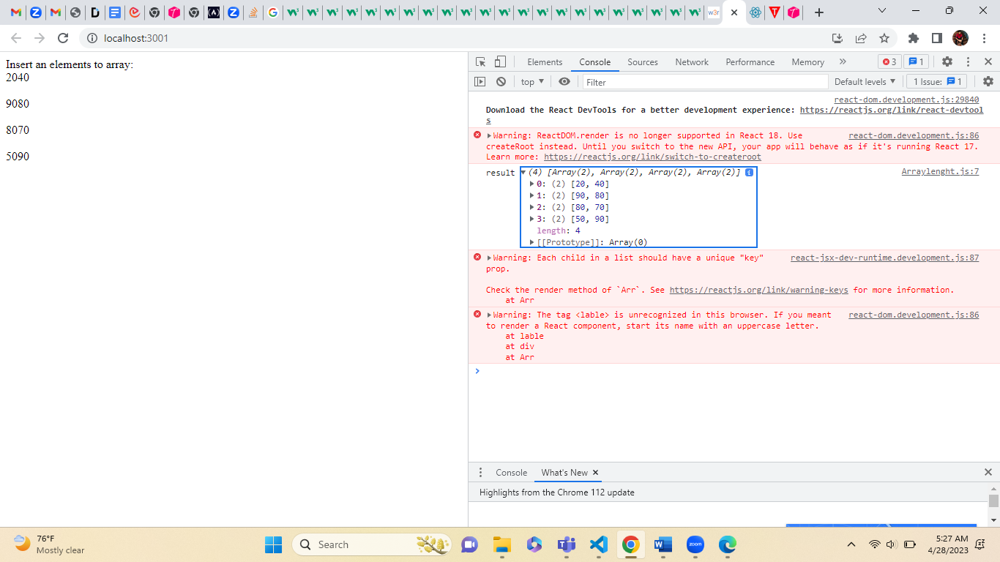 localhost:3001
Insert an elements to array:
2040
9080
8070
5090
Elements Console Sources Network Performance Memory 3 1
top Filter Default levels 1 Issue: 1
react-dom.development.js:29840
Download the React DevTools for a better development experience: https://reactjs.org/link/react-devtool
s
Warning: ReactDOM.render is no longer supported in React 18. Use react-dom.development.js:86
createRoot instead. Until you switch to the new API, your app will behave as if it's running React 17.
Learn more: https://reactjs.org/link/switch-to-createroot
result (4) [Array(2), Array(2), Array(2), Array(2)] i Arraylenght.js:7
0: (2) [20, 40]
1: (2) [90, 80]
2: (2) [80, 70]
3: (2) [50, 90]
length: 4
[[Prototype]]: Array(0)
Warning: Each child in a list should have a unique "key" react-jsx-dev-runtime.development.js:87
prop.
Check the render method of `Arr`. See https://reactjs.org/link/warning-keys for more information.
at Arr
Warning: The tag <lable> is unrecognized in this browser. If you meant react-dom.development.js:86
to render a React component, start its name with an uppercase letter.
at lable
at div
at Arr
Console What's New
Highlights from the Chrome 112 update
76°F
Mostly clear
Search
zoom
5:27 AM
4/28/2023